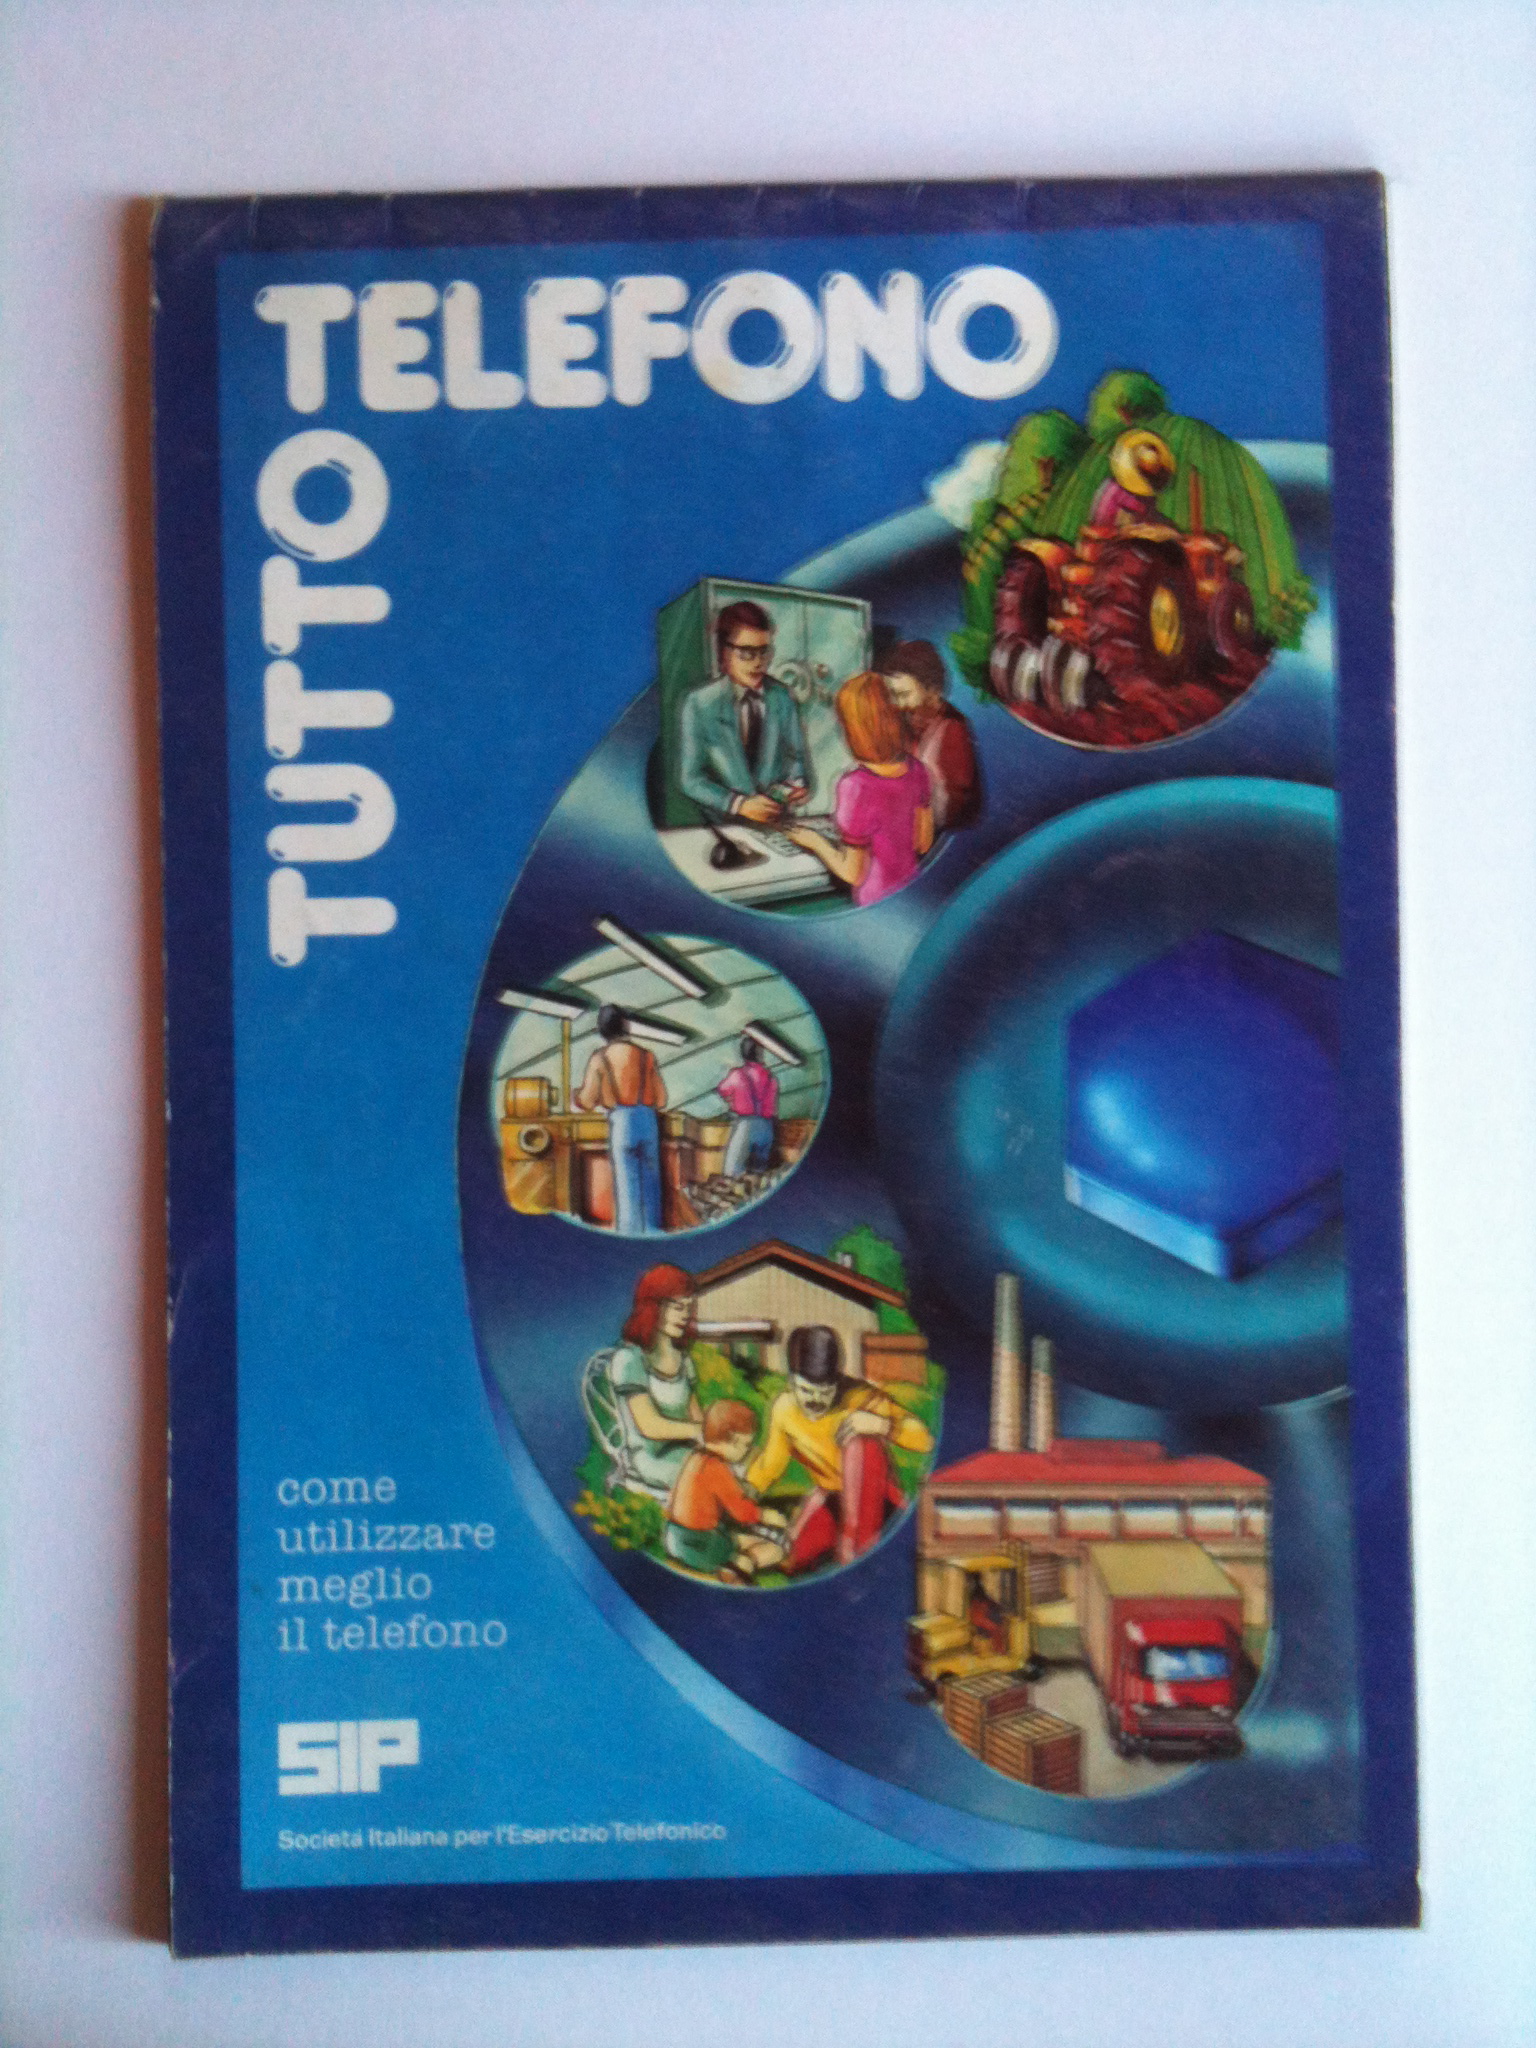 TUTTO
TELEFONO
come
utilizzare
meglio
il telefono
SIP
Società Italiana per l'Esercizio Telefonico